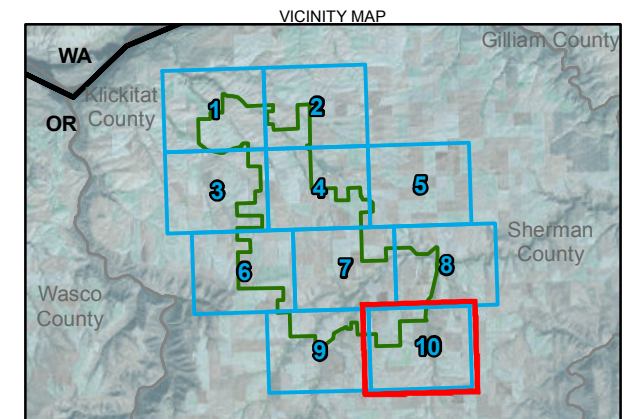 VICINITY MAP
Gilliam County
WA
Klickitat
County
OR
1
2
3
4
5
Sherman
County
6
7
8
Wasco
County
9
10